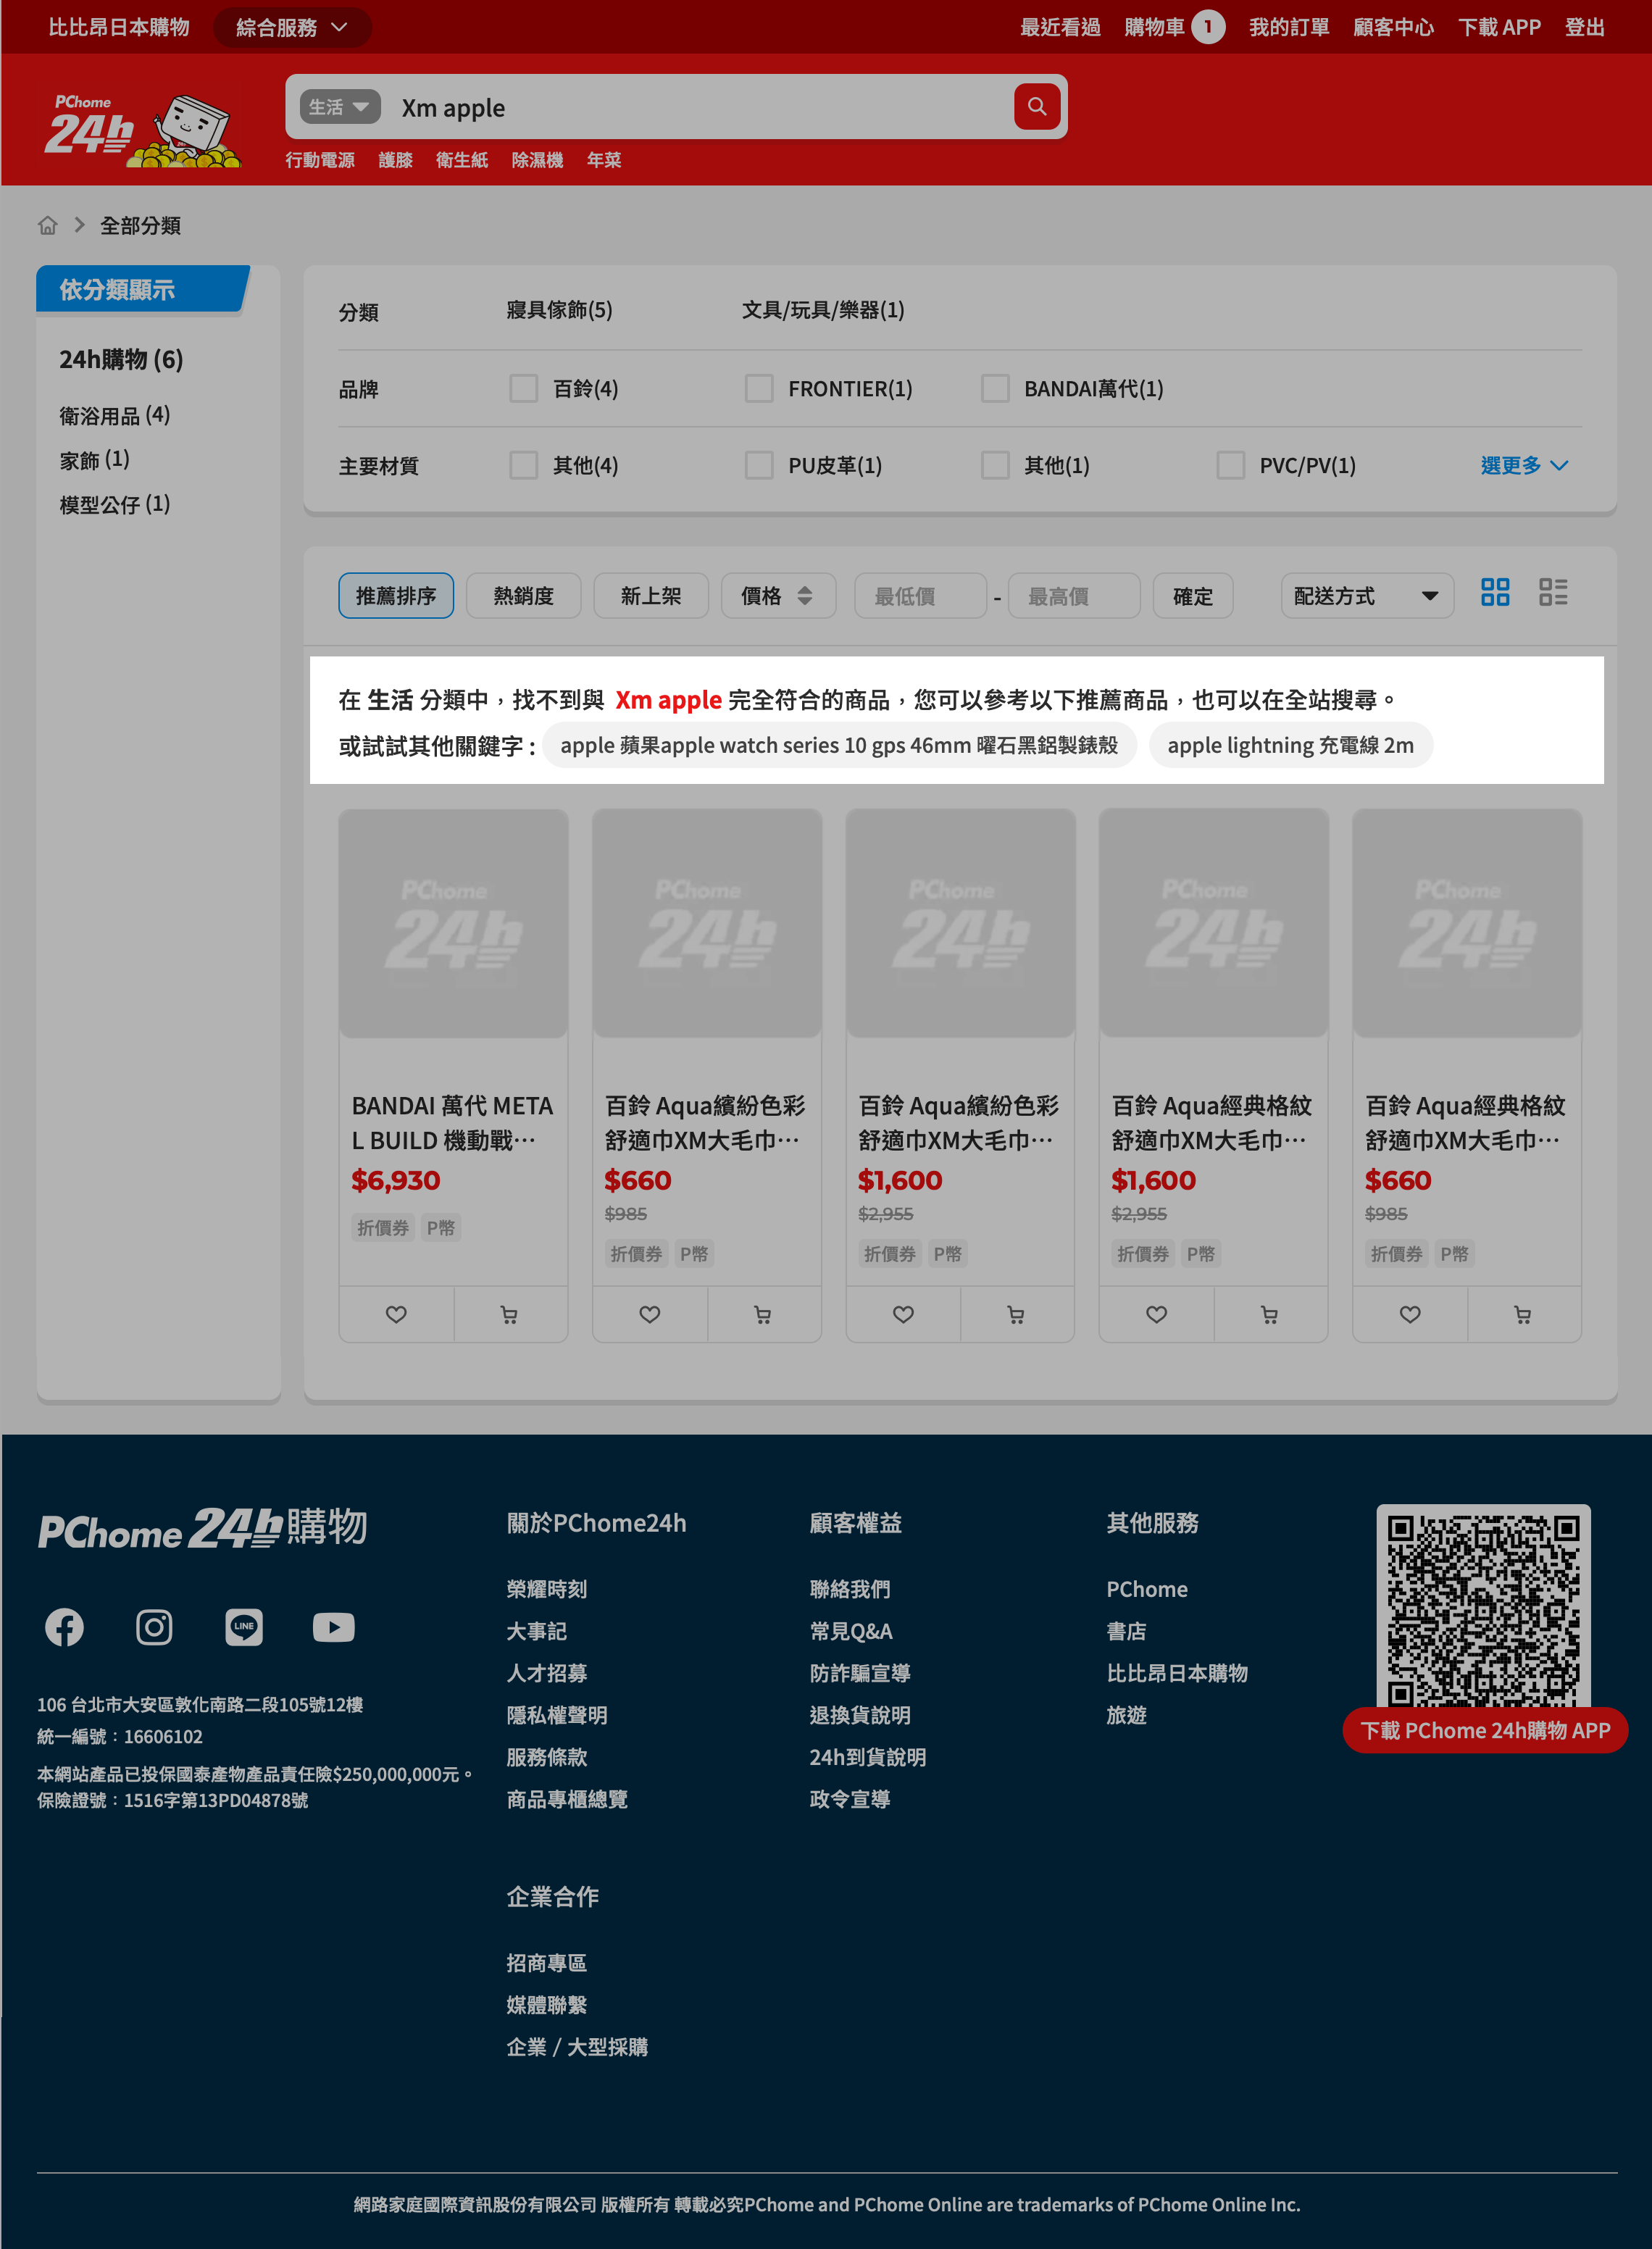 比比昂日本購物 綜合服務 最近看過 購物車 1 我的訂單 顧客中心 下載 APP 登出
PChome
24h
生活 Xm apple
行動電源 護膝 衛生紙 除濕機 年菜
全部分類
依分類顯示
24h購物 (6)
衛浴用品 (4)
家飾 (1)
模型公仔 (1)
分類 寢具傢飾(5) 文具/玩具/樂器(1)
品牌 百鈴(4) FRONTIER(1) BANDAI萬代(1)
主要材質 其他(4) PU皮革(1) 其他(1) PVC/PV(1) 選更多
推薦排序 熱銷度 新上架 價格 最低價 - 最高價 確定 配送方式
在 生活 分類中，找不到與 Xm apple 完全符合的商品，您可以參考以下推薦商品，也可以在全站搜尋。
或試試其他關鍵字 : apple 蘋果apple watch series 10 gps 46mm 曜石黑鋁製錶殼 apple lightning 充電線 2m
PChome
24h
PChome
24h
PChome
24h
PChome
24h
PChome
24h
BANDAI 萬代 META
L BUILD 機動戰…
$6,930
折價券 P幣
百鈴 Aqua繽紛色彩
舒適巾XM大毛巾…
$660
$985
折價券 P幣
百鈴 Aqua繽紛色彩
舒適巾XM大毛巾…
$1,600
$2,955
折價券 P幣
百鈴 Aqua經典格紋
舒適巾XM大毛巾…
$1,600
$2,955
折價券 P幣
百鈴 Aqua經典格紋
舒適巾XM大毛巾…
$660
$985
折價券 P幣
PChome 24h購物
LINE
106 台北市大安區敦化南路二段105號12樓
統一編號：16606102
本網站產品已投保國泰產物產品責任險$250,000,000元。
保險證號：1516字第13PD04878號
關於PChome24h
榮耀時刻
大事記
人才招募
隱私權聲明
服務條款
商品專櫃總覽
顧客權益
聯絡我們
常見Q&A
防詐騙宣導
退換貨說明
24h到貨說明
政令宣導
其他服務
PChome
書店
比比昂日本購物
旅遊
下載 PChome 24h購物 APP
企業合作
招商專區
媒體聯繫
企業 / 大型採購
網路家庭國際資訊股份有限公司 版權所有 轉載必究PChome and PChome Online are trademarks of PChome Online Inc.